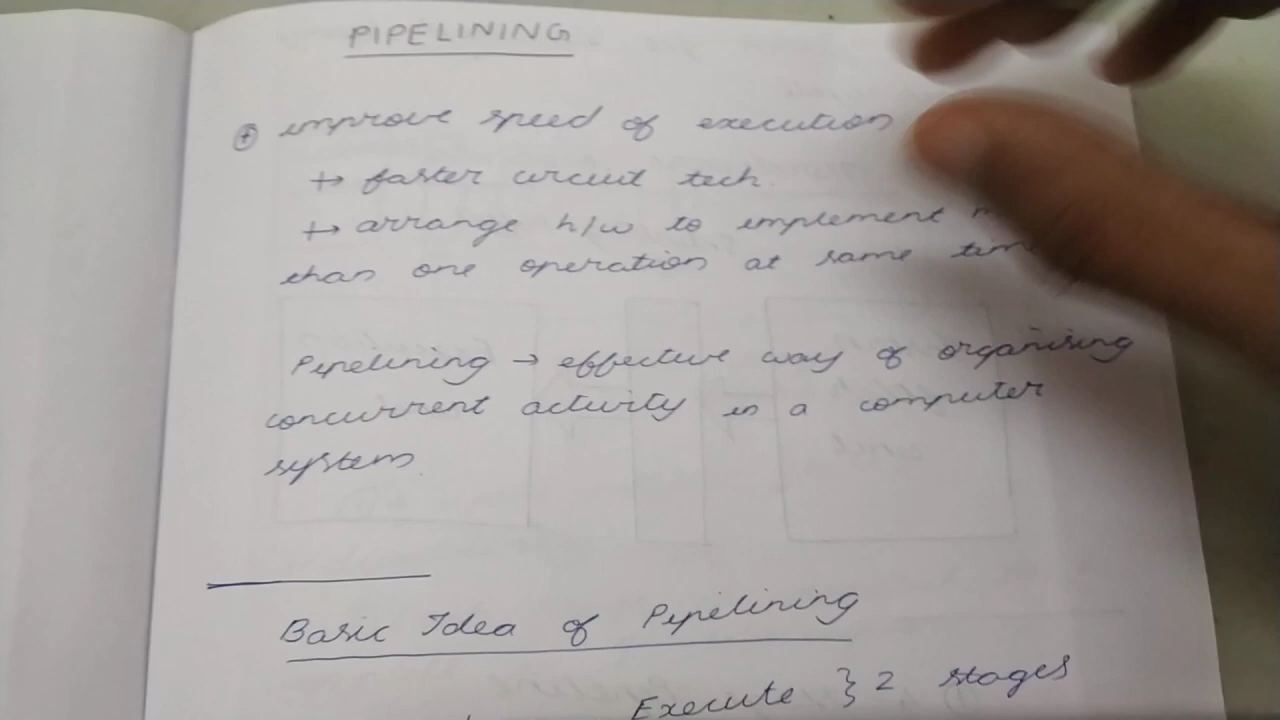 PIPELINING
improve speed of execution
↦ faster circuit tech.
↦ arrange h/w to implement
than one operation at same
Pipelining → effective way of organising
concurrent activity in a computer
system.
Basic Idea of Pipelining
Execute } 2 stages